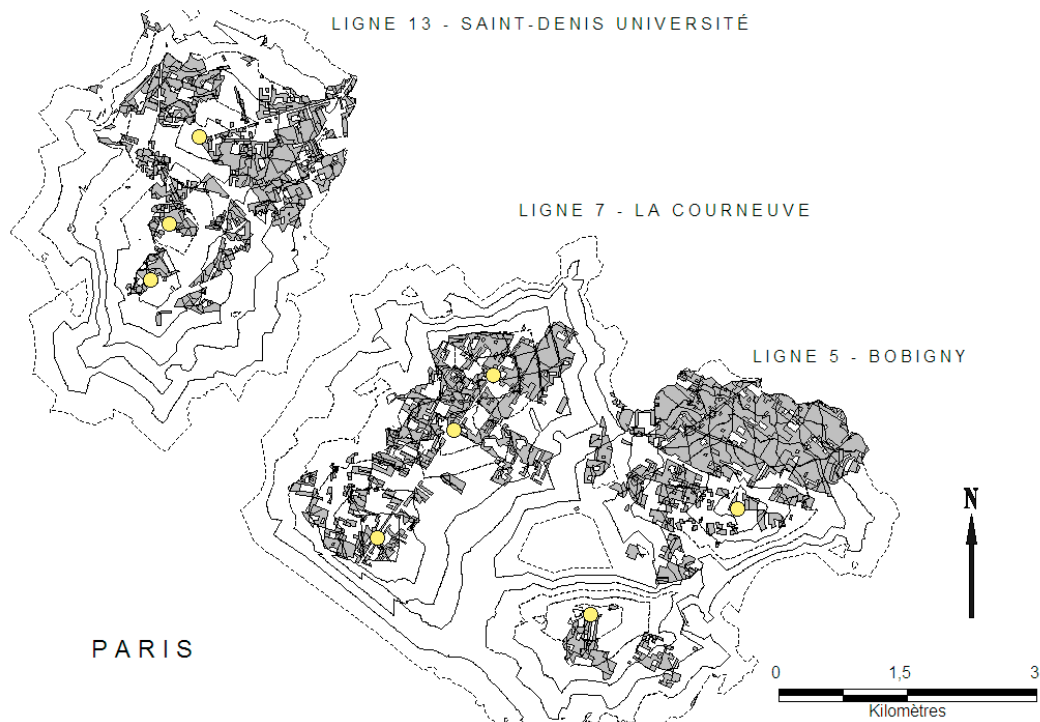 LIGNE 13 - SAINT-DENIS UNIVERSITÉ
LIGNE 7 - LA COURNEUVE
LIGNE 5 - BOBIGNY
N
PARIS
0 1,5 3
Kilomètres